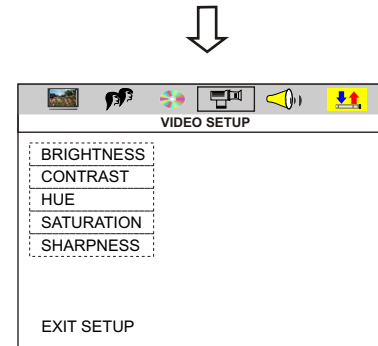 VIDEO SETUP
BRIGHTNESS
CONTRAST
HUE
SATURATION
SHARPNESS
EXIT SETUP